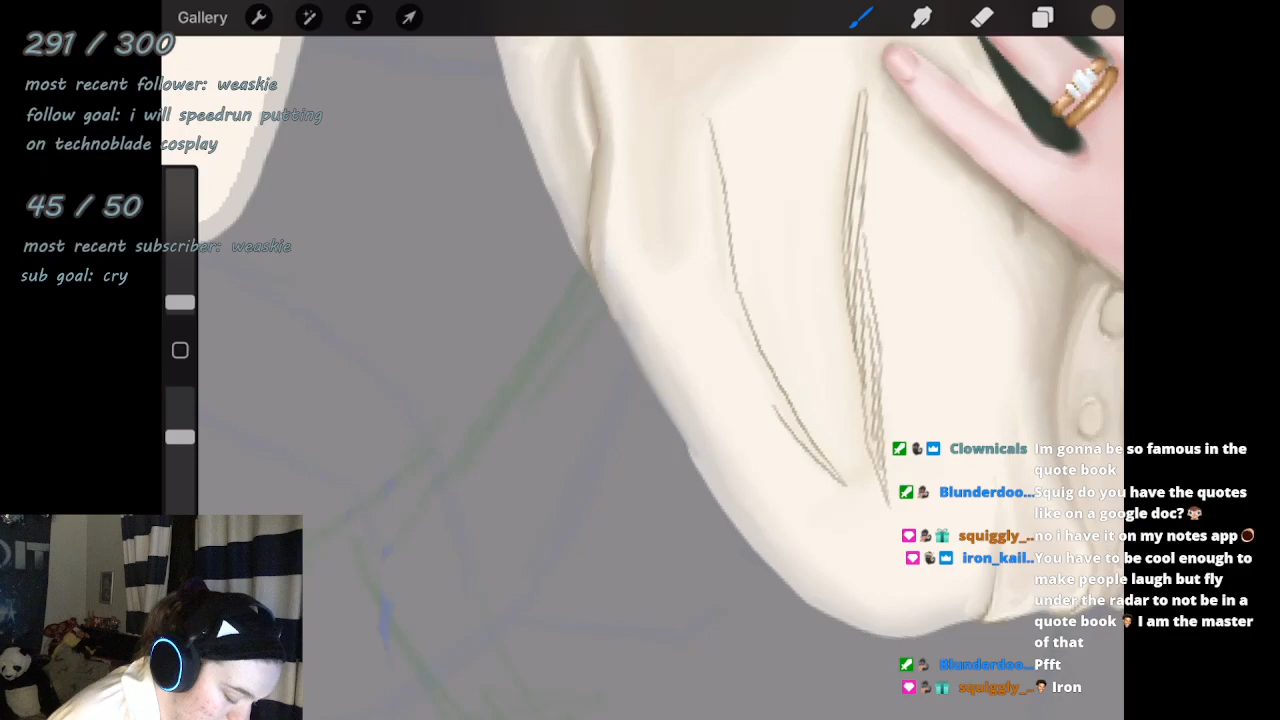 Gallery
291 / 300
most recent follower: weaskie
follow goal: i will speedrun putting
on technoblade cosplay
45 / 50
most recent subscriber: weaskie
sub goal: cry
Clownicals Im gonna be so famous in the
quote book
Blunderdoo... Squig do you have the quotes
like on a google doc?
squiggly_... no i have it on my notes app
iron_kail... You have to be cool enough to
make people laugh but fly
under the radar to not be in a
quote book I am the master
of that
Blunderdoo... Pfft
squiggly_... Iron